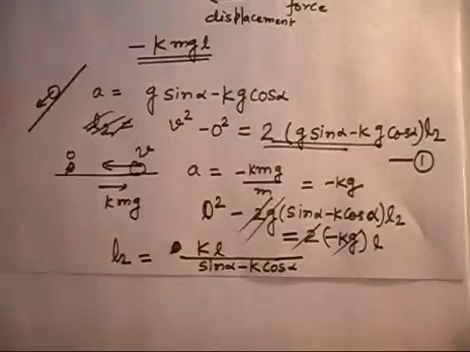 force
displacement
- kmgl
a = g sinα - kg cosα
v² - 0² = 2 (g sinα - kg cosα) l₂
— ①
0 v
kmg
a = -kmg/m = -kg
0² - 2g (sinα - k cosα) l₂
= 2 (-kg) l
l₂ = kl / sinα - k cosα